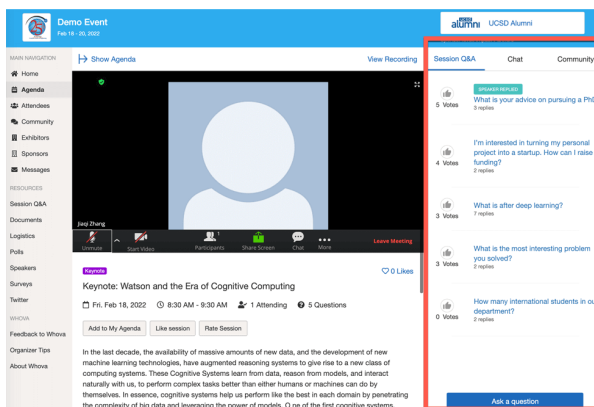 Demo Event
Feb 18 - 20, 2022
alumni
UCSD Alumni
MAIN NAVIGATION
Home
Agenda
Attendees
Community
Exhibitors
Sponsors
Messages
RESOURCES
Session Q&A
Documents
Logistics
Polls
Speakers
Surveys
Twitter
WHOVA
Feedback to Whova
Organizer Tips
About Whova
Show Agenda
View Recording
Jiaqi Zhang
Unmute
Start Video
1
Participants
Share Screen
Chat
More
Leave Meeting
Keynote
0 Likes
Keynote: Watson and the Era of Cognitive Computing
Fri. Feb 18, 2022 8:30 AM - 9:30 AM 1 Attending 5 Questions
Add to My Agenda
Like session
Rate Session
In the last decade, the availability of massive amounts of new data, and the development of new
machine learning technologies, have augmented reasoning systems to give rise to a new class of
computing systems. These Cognitive Systems learn from data, reason from models, and interact
naturally with us, to perform complex tasks better than either humans or machines can do by
themselves. In essence, cognitive systems help us perform like the best in each domain by penetrating
the complexity of big data and leveraging the power of models. O ne of the first cognitive systems,
Session Q&A
Chat
Community
SPEAKER REPLIED
What is your advice on pursuing a PhD
3 replies
5 Votes
I'm interested in turning my personal
project into a startup. How can I raise
funding?
2 replies
4 Votes
What is after deep learning?
7 replies
3 Votes
What is the most interesting problem
you solved?
2 replies
3 Votes
How many international students in ou
department?
2 replies
0 Votes
Ask a question